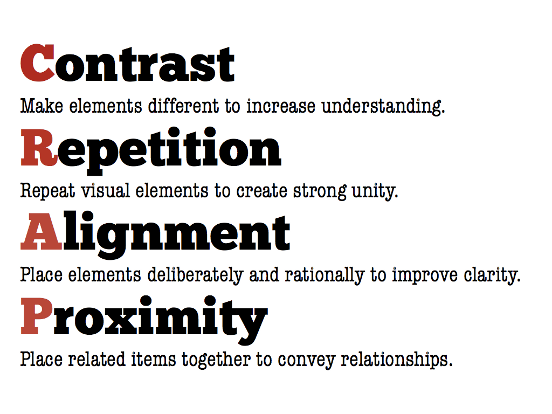 Contrast
Make elements different to increase understanding.
Repetition
Repeat visual elements to create strong unity.
Alignment
Place elements deliberately and rationally to improve clarity.
Proximity
Place related items together to convey relationships.